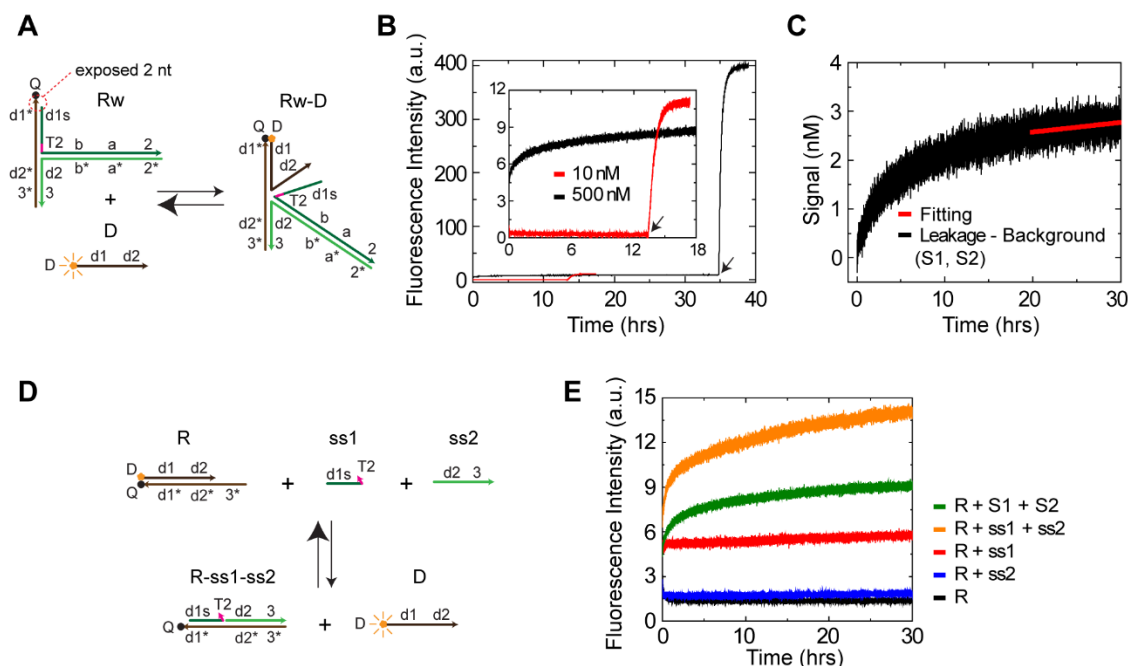 A
Q
exposed 2 nt
Rw
d1*
d1s
T2
b
a
2
d2*
d2
b*
a*
2*
3*
3
+
D
D
d1
d2
Rw-D
Q
D
d1*
d1
d2
d1s
T2
d2*
d2
b
a
2
3*
3
b*
a*
2*
B
Fluorescence Intensity (a.u.)
400
300
200
100
0
0
10
20
30
40
Time (hrs)
12
9
6
3
0
0
6
12
18
10 nM
500 nM
C
Signal (nM)
4
3
2
1
0
0
10
20
30
Time (hrs)
Fitting
Leakage - Background
(S1, S2)
D
R
D
d1
d2
Q
d1*
d2*
3*
+
ss1
d1s
T2
+
ss2
d2
3
R-ss1-ss2
T2
d1s
d2
3
Q
d1*
d2*
3*
+
D
D
d1
d2
E
Fluorescence Intensity (a.u.)
15
12
9
6
3
0
0
10
20
30
Time (hrs)
R + S1 + S2
R + ss1 + ss2
R + ss1
R + ss2
R